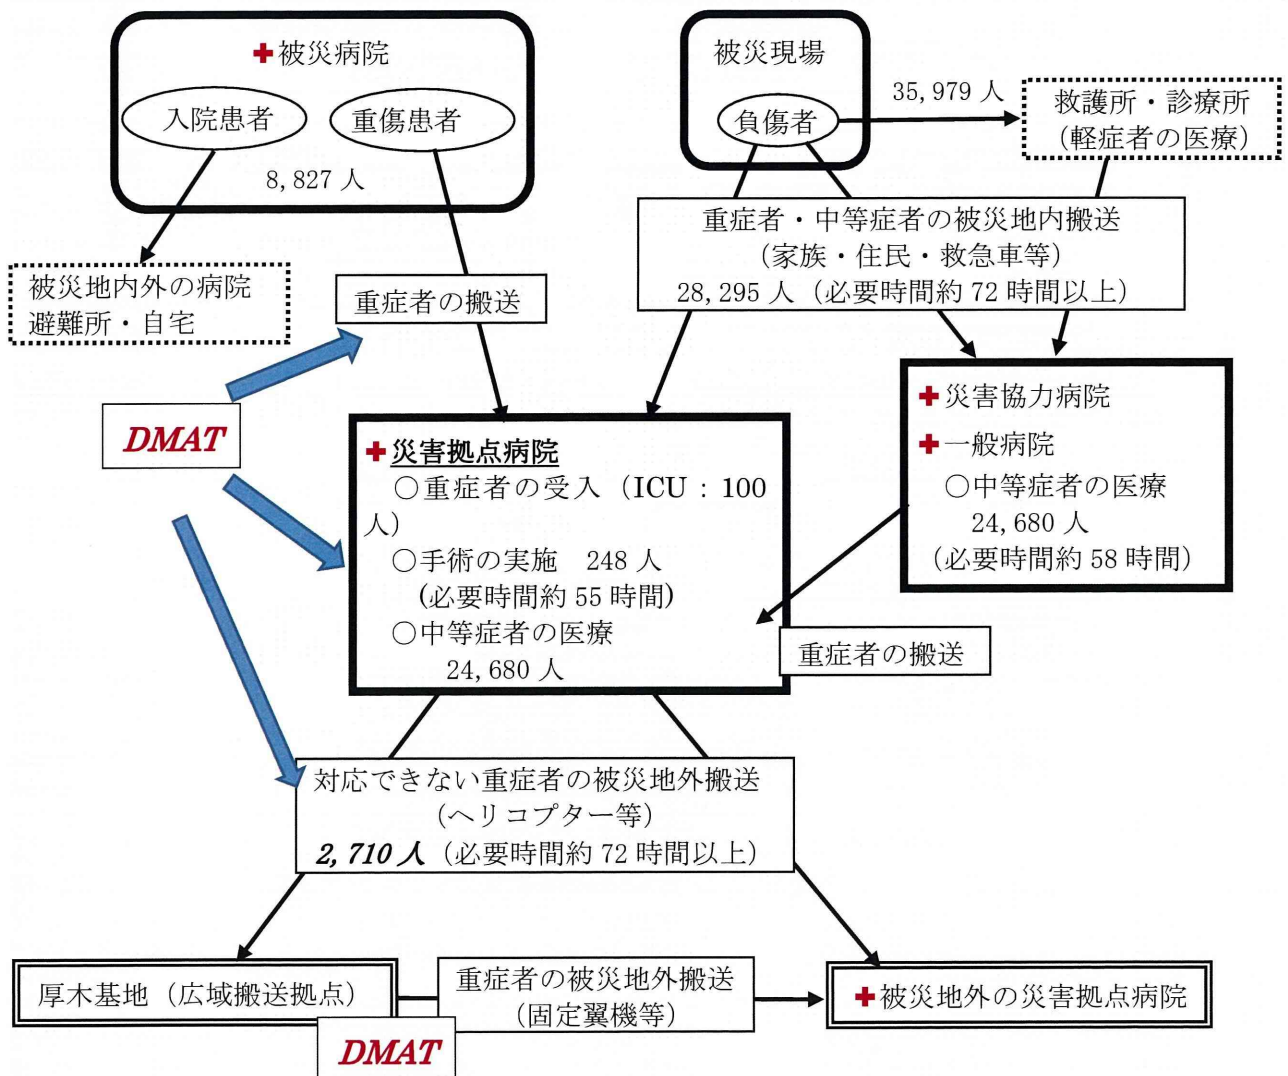 ✚被災病院
入院患者
重傷患者
8,827 人
被災現場
負傷者
35,979 人
救護所・診療所
（軽症者の医療）
重症者・中等症者の被災地内搬送
（家族・住民・救急車等）
28,295 人（必要時間約 72 時間以上）
被災地内外の病院
避難所・自宅
重症者の搬送
DMAT
✚災害拠点病院
○重症者の受入（ICU：100
人）
○手術の実施　248 人
(必要時間約 55 時間)
○中等症者の医療
24,680 人
✚災害協力病院
✚一般病院
○中等症者の医療
24,680 人
（必要時間約 58 時間）
重症者の搬送
対応できない重症者の被災地外搬送
（ヘリコプター等）
2,710 人（必要時間約 72 時間以上）
厚木基地（広域搬送拠点）
重症者の被災地外搬送
（固定翼機等）
✚被災地外の災害拠点病院
DMAT